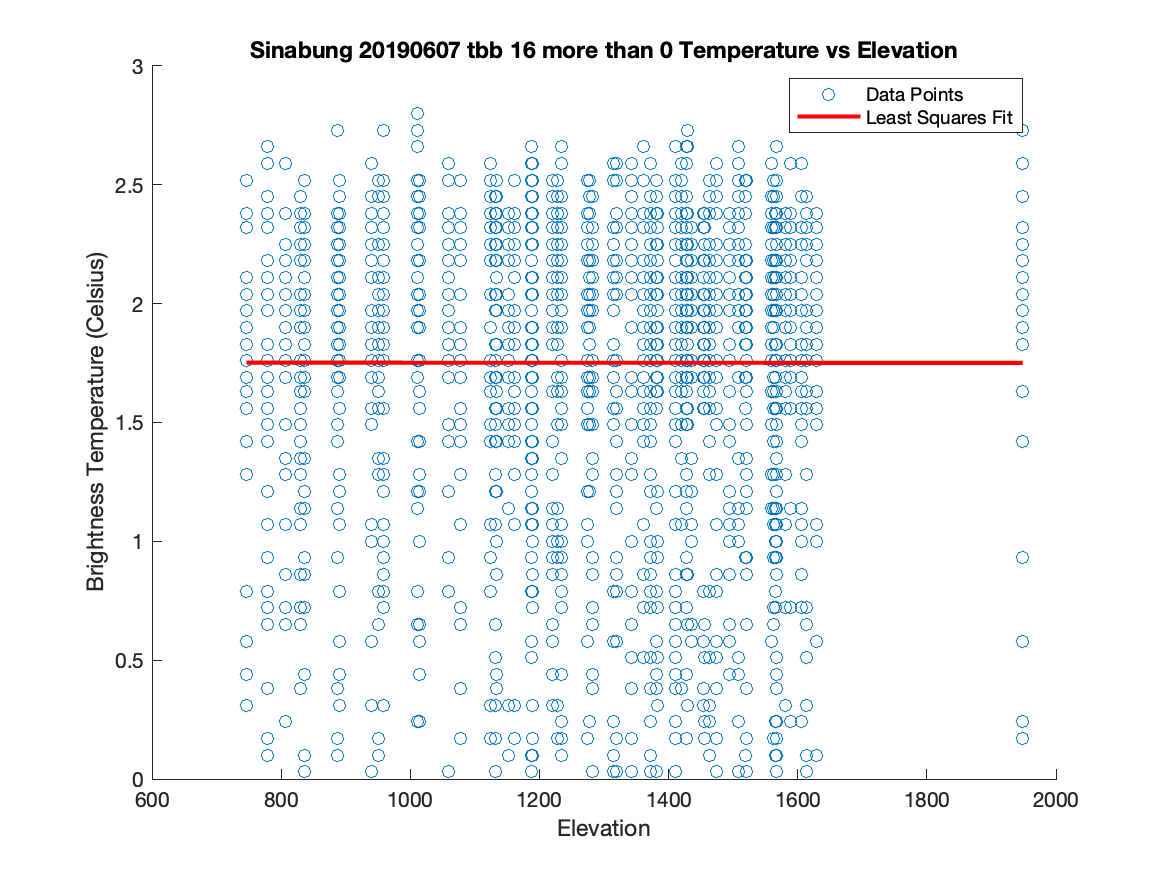 Sinabung 20190607 tbb 16 more than 0 Temperature vs Elevation
Data Points
Least Squares Fit
Brightness Temperature (Celsius)
3
2.5
2
1.5
1
0.5
0
600 800 1000 1200 1400 1600 1800 2000
Elevation